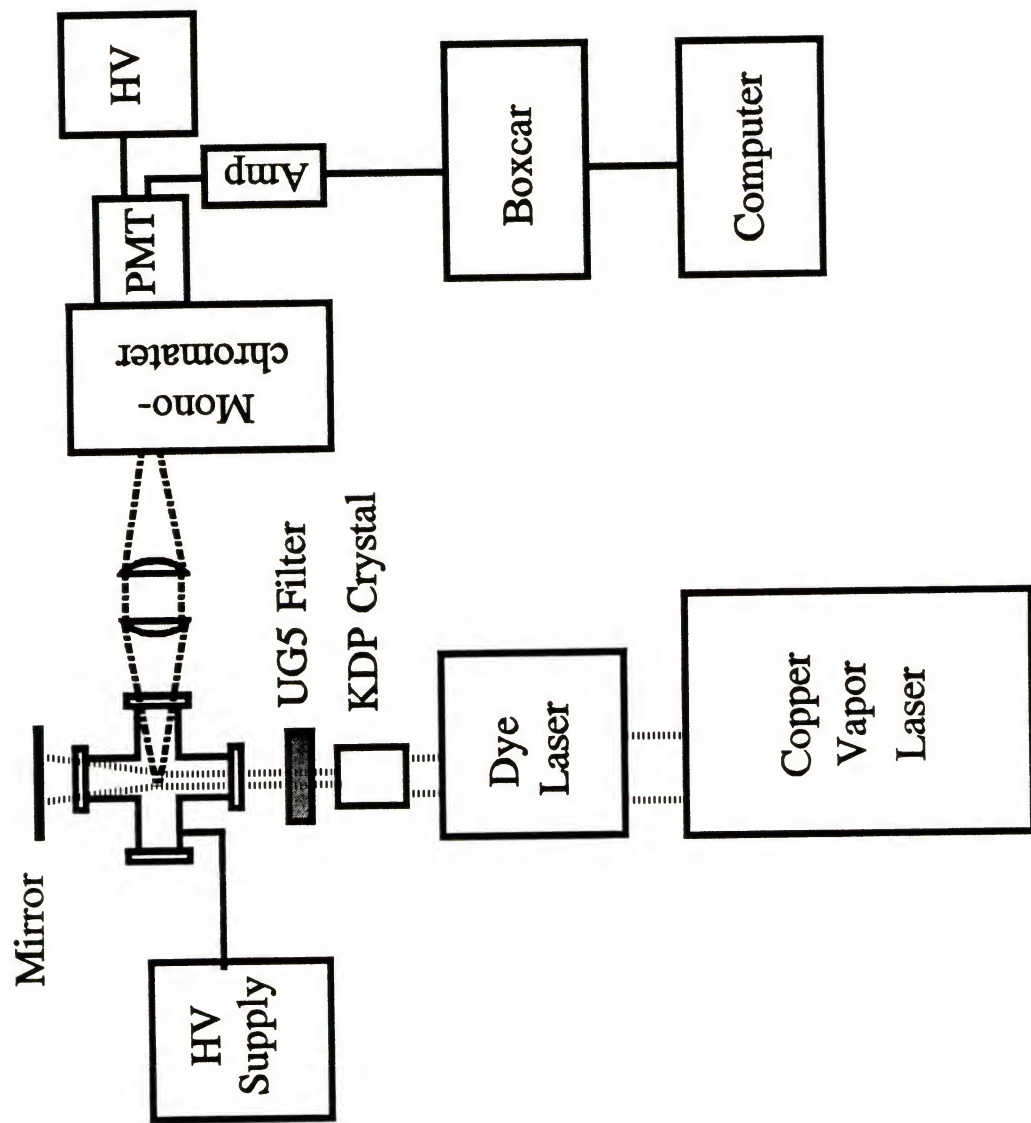 Mirror
HV
Supply
UG5 Filter
KDP Crystal
Dye
Laser
Copper
Vapor
Laser
Mono-
chromater
PMT
HV
Amp
Boxcar
Computer